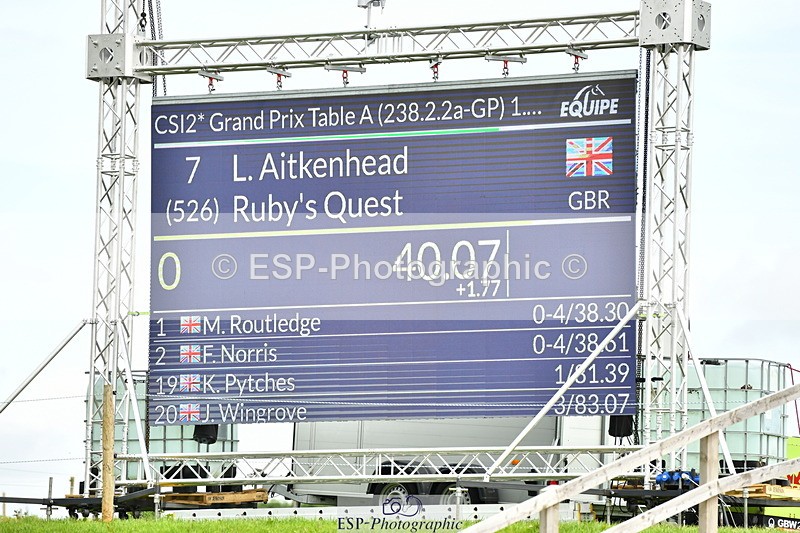 CSI2* Grand Prix Table A (238.2.2a-GP) 1.... EQUIPE
7 L. Aitkenhead
(526) Ruby's Quest GBR
0 40.07
+1.77
© ESP-Photographic ©
1 M. Routledge 0-4/38.30
2 F. Norris 0-4/38.61
19 K. Pytches 1/81.39
20 J. Wingrove 3/83.07
ESP-Photographic